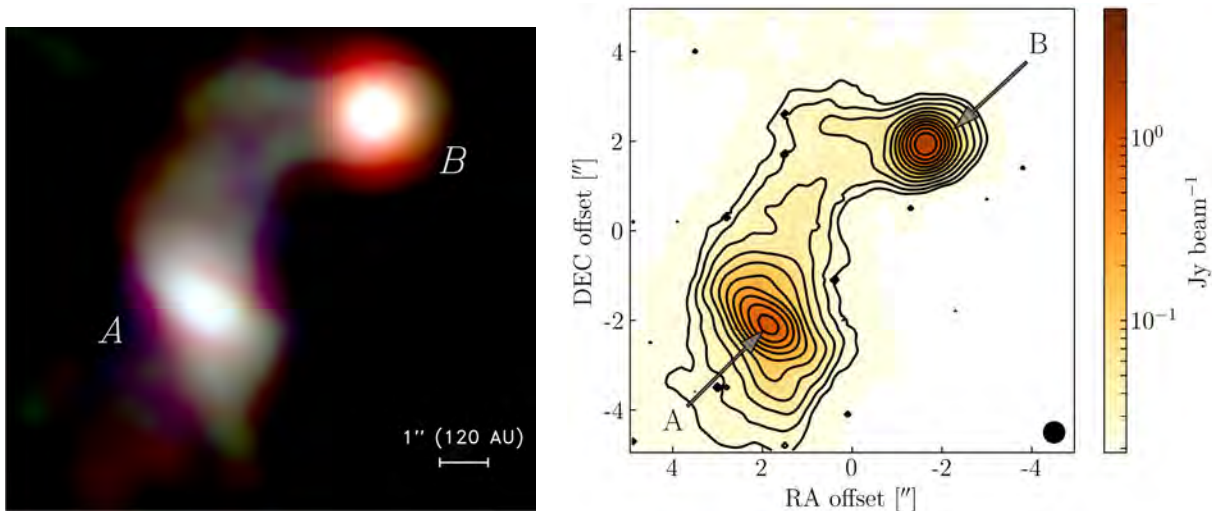 A
B
1″ (120 AU)
B
A
4
2
0
-2
-4
DEC offset [″]
4
2
0
-2
-4
RA offset [″]
10⁰
10⁻¹
Jy beam⁻¹